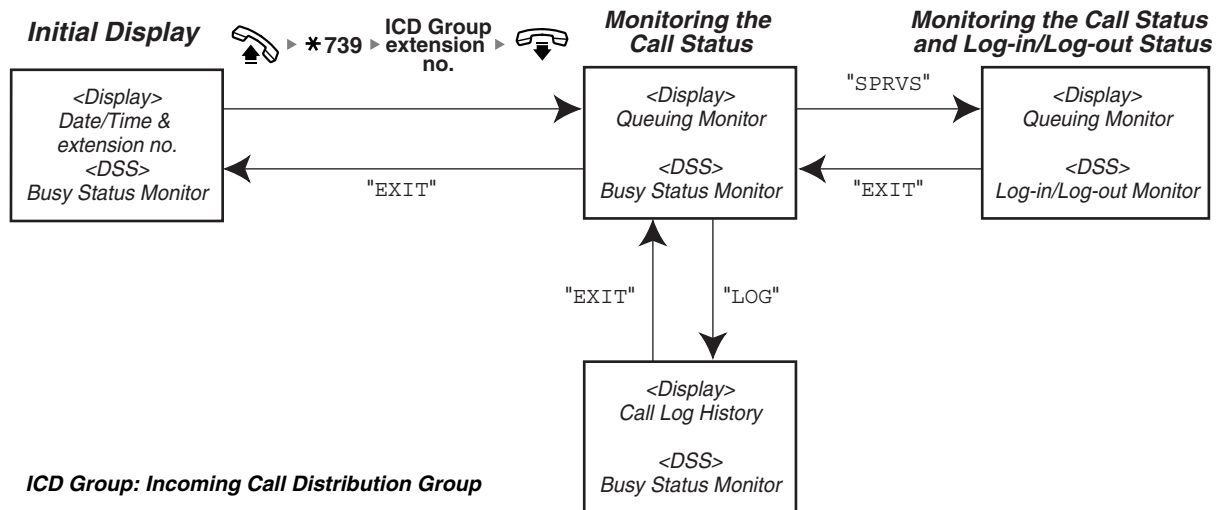 Initial Display
✱739
ICD Group
extension
no.
Monitoring the
Call Status
Monitoring the Call Status
and Log-in/Log-out Status
<Display>
Date/Time &
extension no.
<DSS>
Busy Status Monitor
"EXIT"
<Display>
Queuing Monitor
<DSS>
Busy Status Monitor
"SPRVS"
"EXIT"
<Display>
Queuing Monitor
<DSS>
Log-in/Log-out Monitor
"EXIT"
"LOG"
<Display>
Call Log History
<DSS>
Busy Status Monitor
ICD Group: Incoming Call Distribution Group